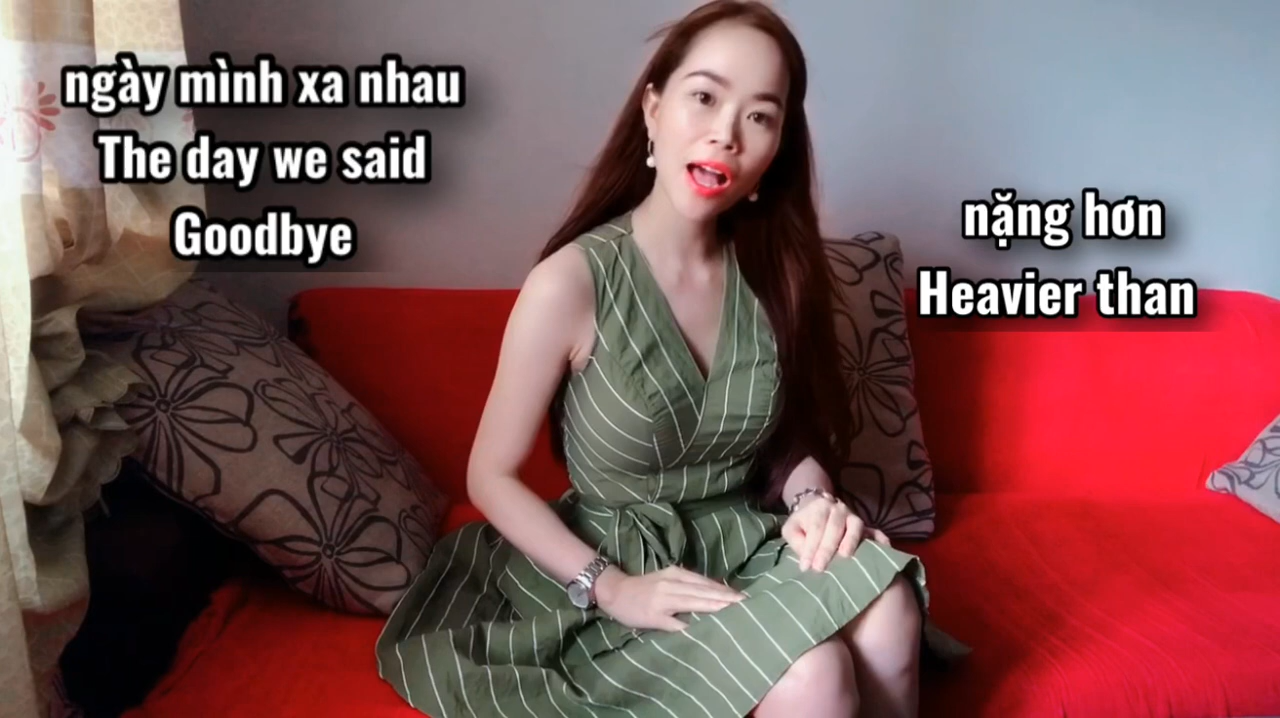 ngày mình xa nhau
The day we said
Goodbye
nặng hơn
Heavier than